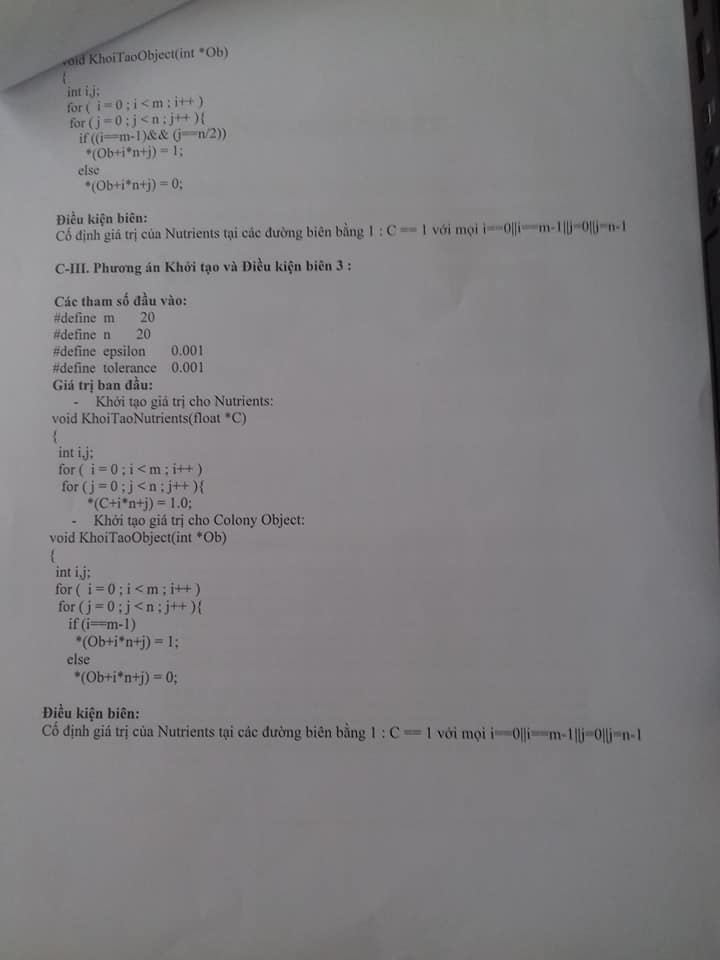 void KhoiTaoObject(int *Ob)
{
int i,j;
for ( i = 0 ; i < m ; i++ )
for ( j = 0 ; j < n ; j++ ){
if ((i==m-1)&& (j==n/2))
*(Ob+i*n+j) = 1;
else
*(Ob+i*n+j) = 0;
Điều kiện biên:
Cố định giá trị của Nutrients tại các đường biên bằng 1 : C == 1 với mọi i==0||i==m-1||j=0||j=n-1
C-III. Phương án Khởi tạo và Điều kiện biên 3 :
Các tham số đầu vào:
#define m 20
#define n 20
#define epsilon 0.001
#define tolerance 0.001
Giá trị ban đầu:
- Khởi tạo giá trị cho Nutrients:
void KhoiTaoNutrients(float *C)
{
int i,j;
for ( i = 0 ; i < m ; i++ )
for ( j = 0 ; j < n ; j++ ){
*(C+i*n+j) = 1.0;
- Khởi tạo giá trị cho Colony Object:
void KhoiTaoObject(int *Ob)
{
int i,j;
for ( i = 0 ; i < m ; i++ )
for ( j = 0 ; j < n ; j++ ){
if (i==m-1)
*(Ob+i*n+j) = 1;
else
*(Ob+i*n+j) = 0;
Điều kiện biên:
Cố định giá trị của Nutrients tại các đường biên bằng 1 : C == 1 với mọi i==0||i==m-1||j=0||j=n-1